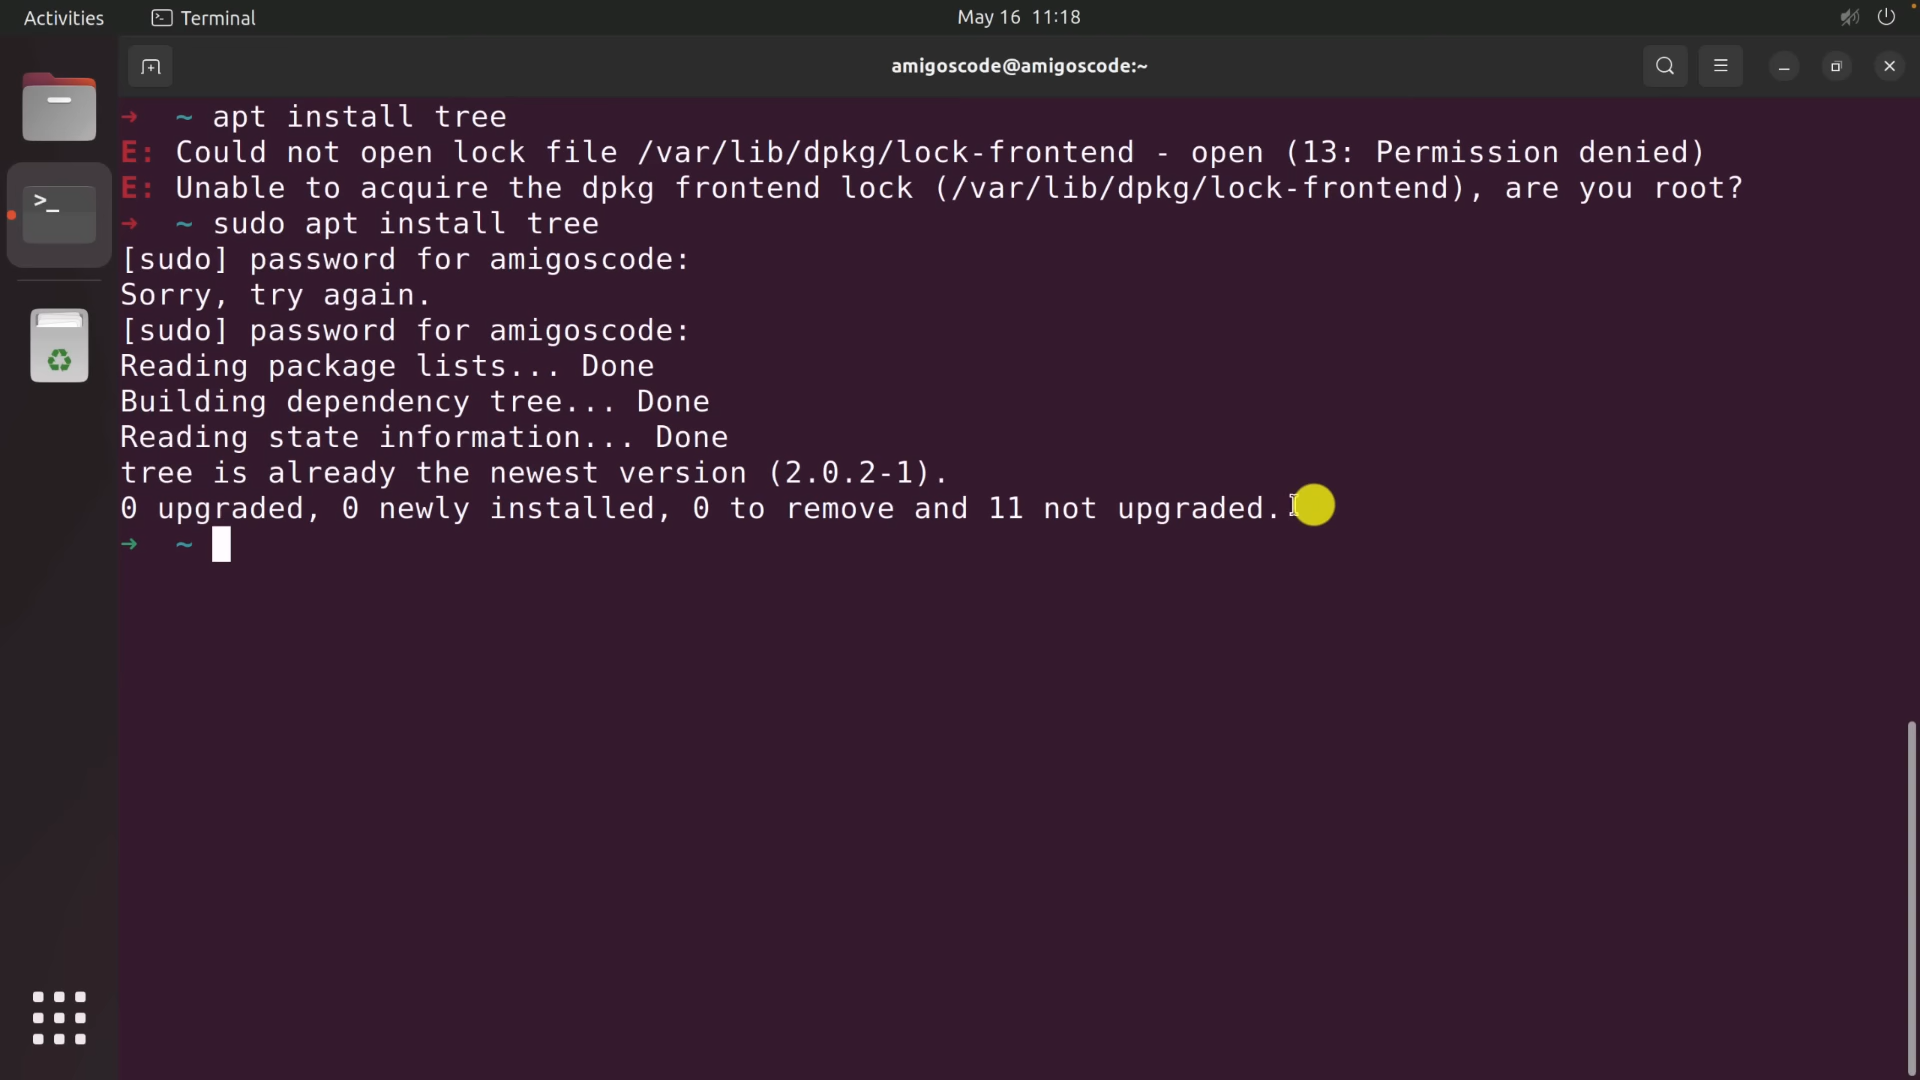 Activities
Terminal
May 16 11:18
amigoscode@amigoscode:~
➜ ~ apt install tree
E: Could not open lock file /var/lib/dpkg/lock-frontend - open (13: Permission denied)
E: Unable to acquire the dpkg frontend lock (/var/lib/dpkg/lock-frontend), are you root?
➜ ~ sudo apt install tree
[sudo] password for amigoscode:
Sorry, try again.
[sudo] password for amigoscode:
Reading package lists... Done
Building dependency tree... Done
Reading state information... Done
tree is already the newest version (2.0.2-1).
0 upgraded, 0 newly installed, 0 to remove and 11 not upgraded.
➜ ~